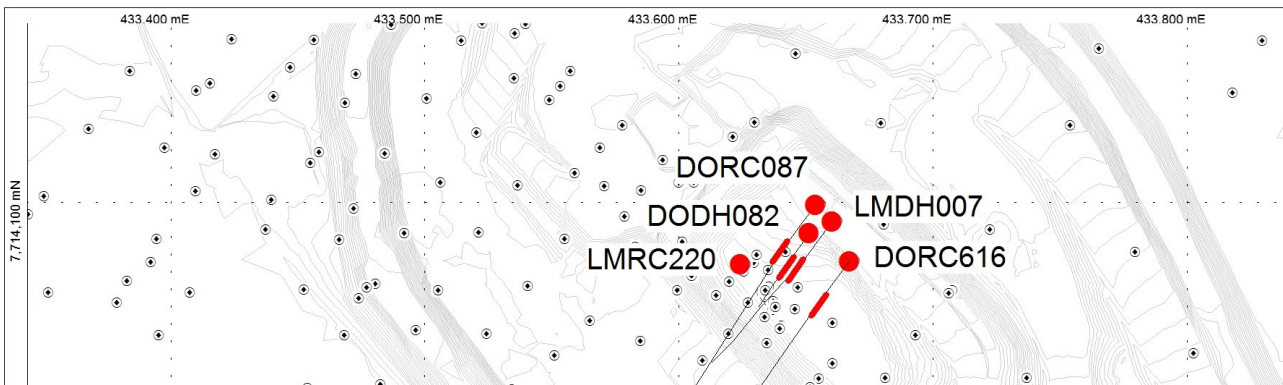 433.400 mE
433.500 mE
433.600 mE
433.700 mE
433.800 mE
7,714.100 mN
DORC087
LMDH007
DODH082
LMRC220
DORC616